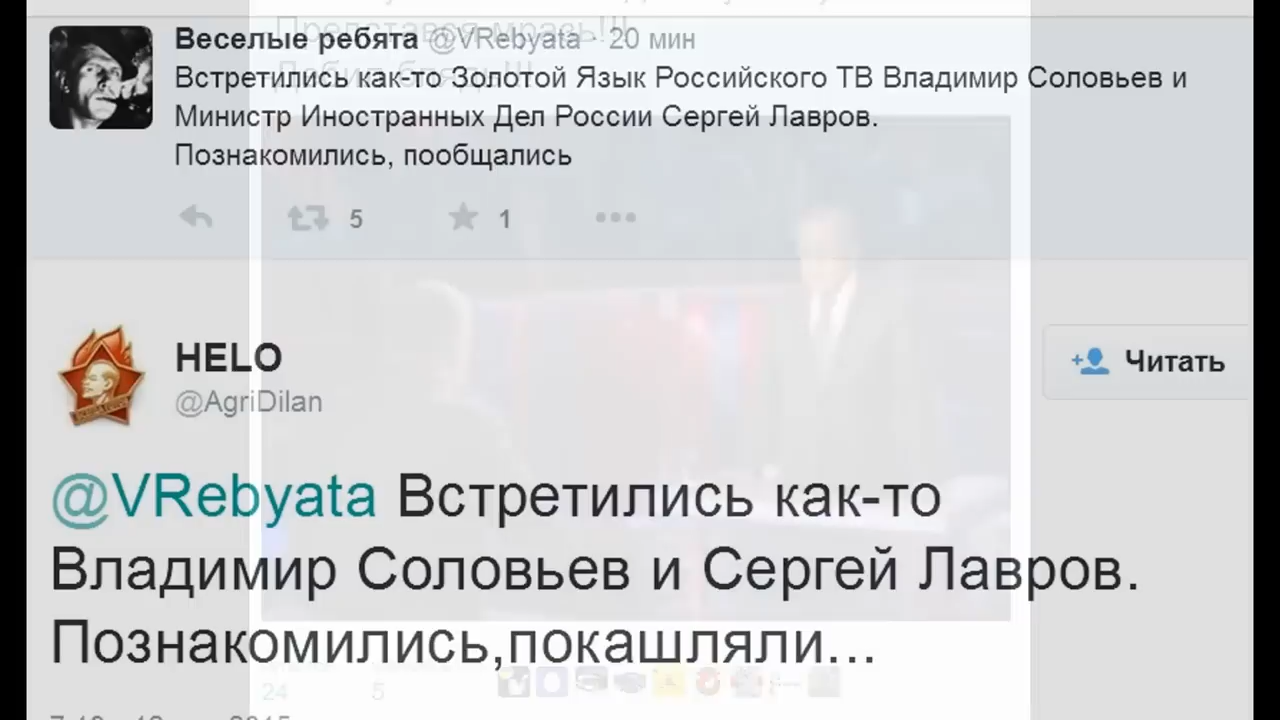 Представься мразь!!!
Веселые ребята @VRebyata · 20 мин
Встретились как-то Золотой Язык Российского ТВ Владимир Соловьев и
Министр Иностранных Дел России Сергей Лавров.
Познакомились, пообщались
5 1
HELO
@AgriDilan
Читать
@VRebyata Встретились как-то
Владимир Соловьев и Сергей Лавров.
Познакомились,покашляли...
24 5